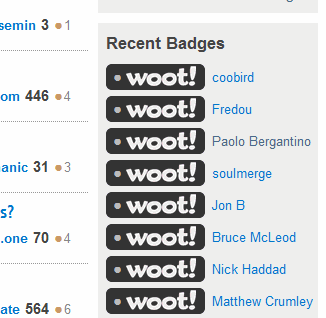 semin 3 1
om 446 4
anic 31 3
s?
.one 70 4
ate 564 6
Recent Badges
woot! coobird
woot! Fredou
woot! Paolo Bergantino
woot! soulmerge
woot! Jon B
woot! Bruce McLeod
woot! Nick Haddad
woot! Matthew Crumley